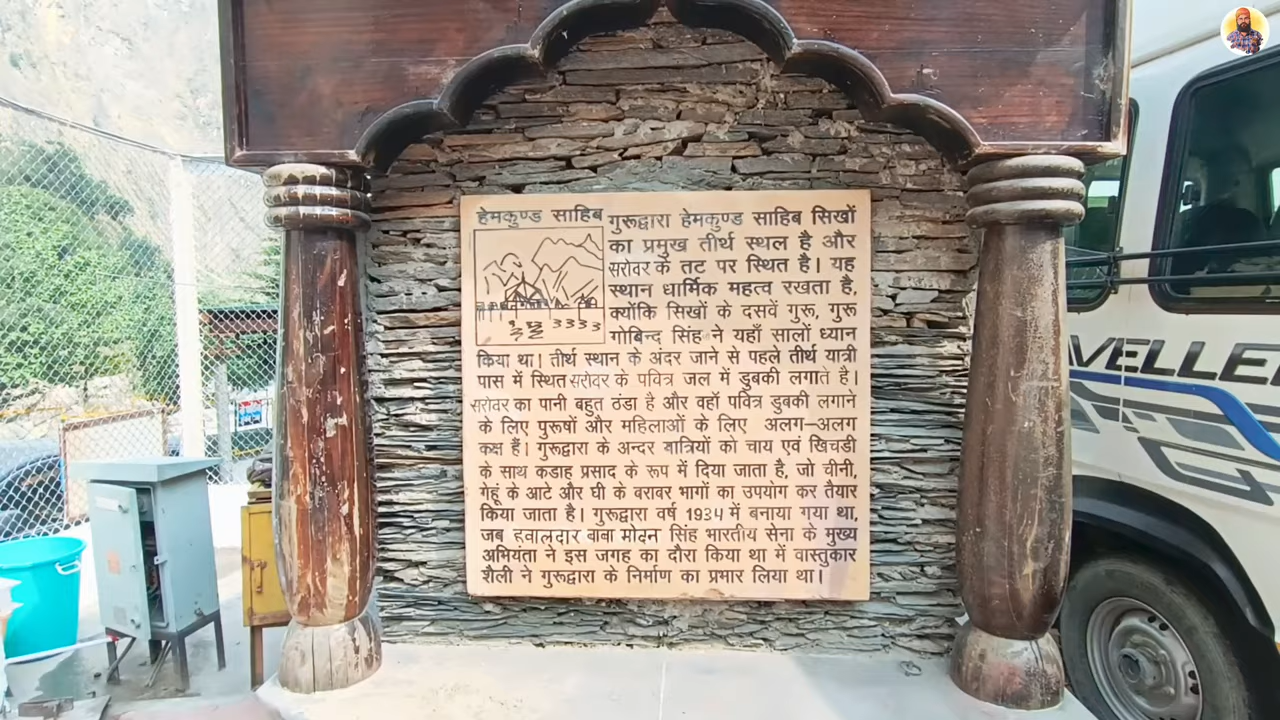 हेमकुण्ड साहिब
गुरूद्वारा हेमकुण्ड साहिब सिखों
का प्रमुख तीर्थ स्थल है और
सरोवर के तट पर स्थित है। यह
स्थान धार्मिक महत्व रखता है,
क्योंकि सिखों के दसवें गुरू, गुरू
गोबिन्द सिंह ने यहाँ सालों ध्यान
किया था। तीर्थ स्थान के अंदर जाने से पहले तीर्थ यात्री
पास में स्थित सरोवर के पवित्र जल में डुबकी लगाते है।
सरोवर का पानी बहुत ठंडा है और वहाँ पवित्र डुबकी लगाने
के लिए पुरूषों और महिलाओं के लिए अलग–अलग
कक्ष हैं। गुरूद्वारा के अन्दर यात्रियों को चाय एवं खिचडी
के साथ कडाह प्रसाद के रूप में दिया जाता है, जो चीनी,
गेहूं के आटे और घी के बराबर भागों का उपयोग कर तैयार
किया जाता है। गुरूद्वारा वर्ष 1934 में बनाया गया था,
जब हवालदार बाबा मोदन सिंह भारतीय सेना के मुख्य
अभियंता ने इस जगह का दौरा किया था में वास्तुकार
शैली ने गुरूद्वारा के निर्माण का प्रभार लिया था।
VELLE